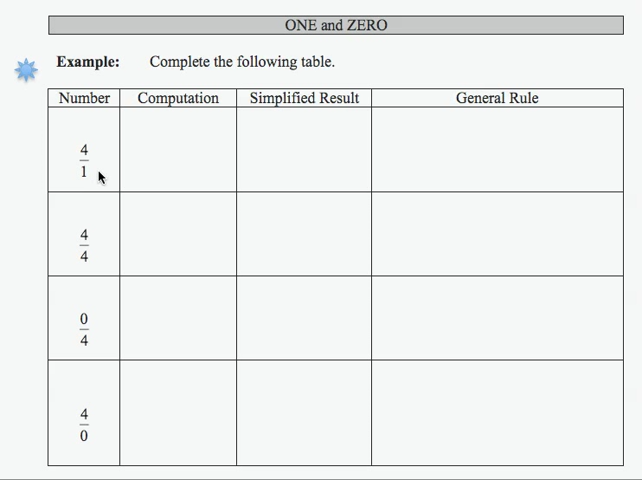 ONE and ZERO
Example: Complete the following table.
Number Computation Simplified Result General Rule
4
1
4
4
0
4
4
0